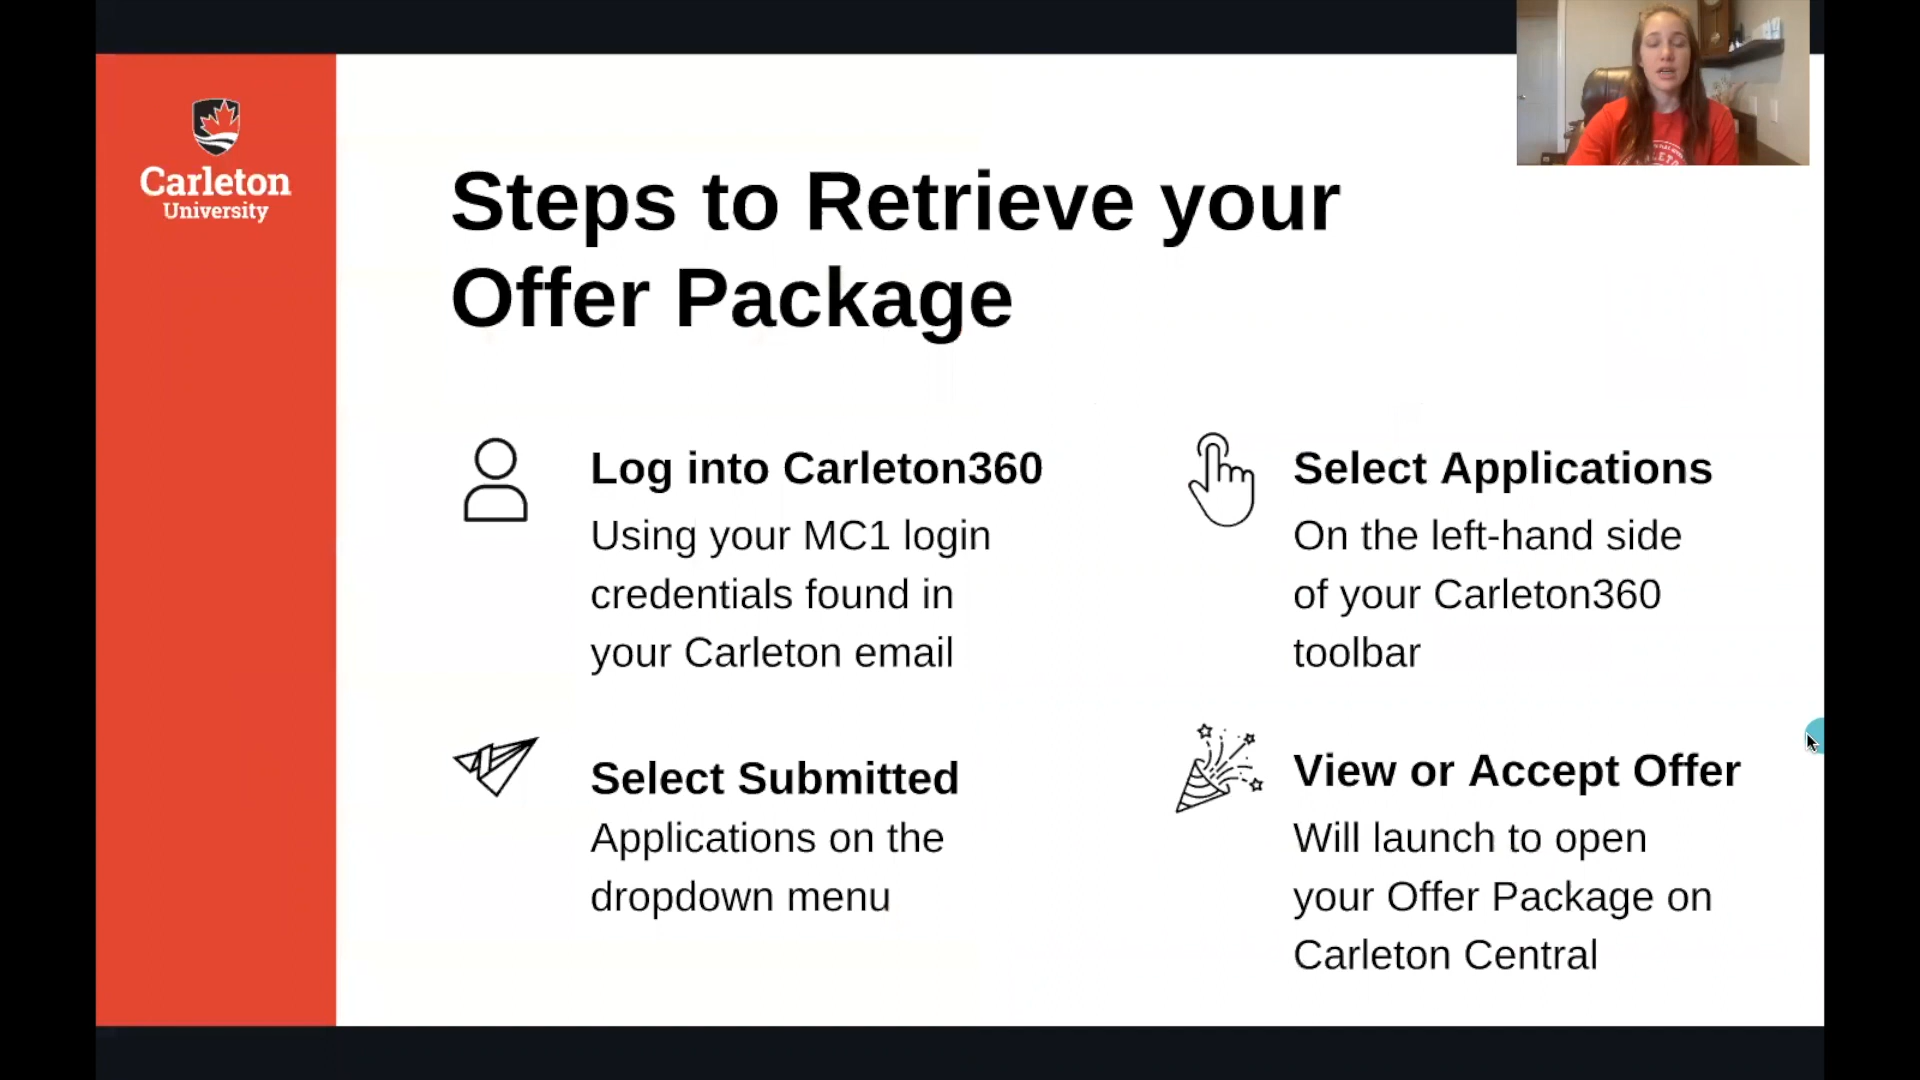 Carleton
University
Steps to Retrieve your
Offer Package
Log into Carleton360
Using your MC1 login
credentials found in
your Carleton email
Select Applications
On the left-hand side
of your Carleton360
toolbar
Select Submitted
Applications on the
dropdown menu
View or Accept Offer
Will launch to open
your Offer Package on
Carleton Central